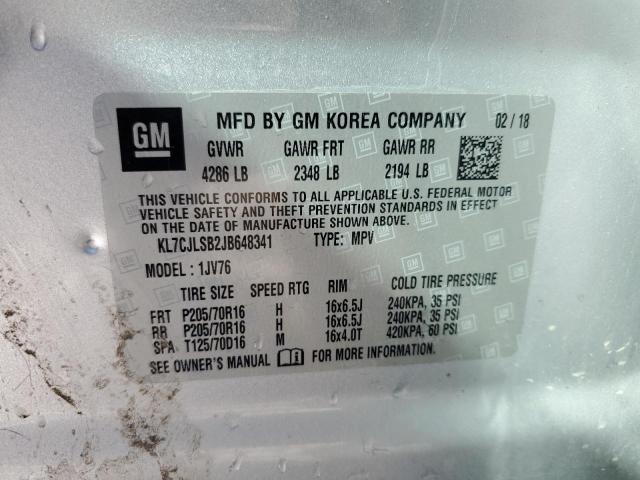 GM
MFD BY GM KOREA COMPANY 02 / 18
GVWR GAWR FRT GAWR RR
4286 LB 2348 LB 2194 LB
THIS VEHICLE CONFORMS TO ALL APPLICABLE U.S. FEDERAL MOTOR
VEHICLE SAFETY AND THEFT PREVENTION STANDARDS IN EFFECT
ON THE DATE OF MANUFACTURE SHOWN ABOVE.
KL7CJLSB2JB648341 TYPE: MPV
MODEL : 1JV76
TIRE SIZE SPEED RTG RIM COLD TIRE PRESSURE
FRT P205/70R16 H 16x6.5J 240KPA, 35 PSI
RR P205/70R16 H 16x6.5J 240KPA, 35 PSI
SPA T125/70D16 M 16x4.0T 420KPA, 60 PSI
SEE OWNER'S MANUAL FOR MORE INFORMATION.